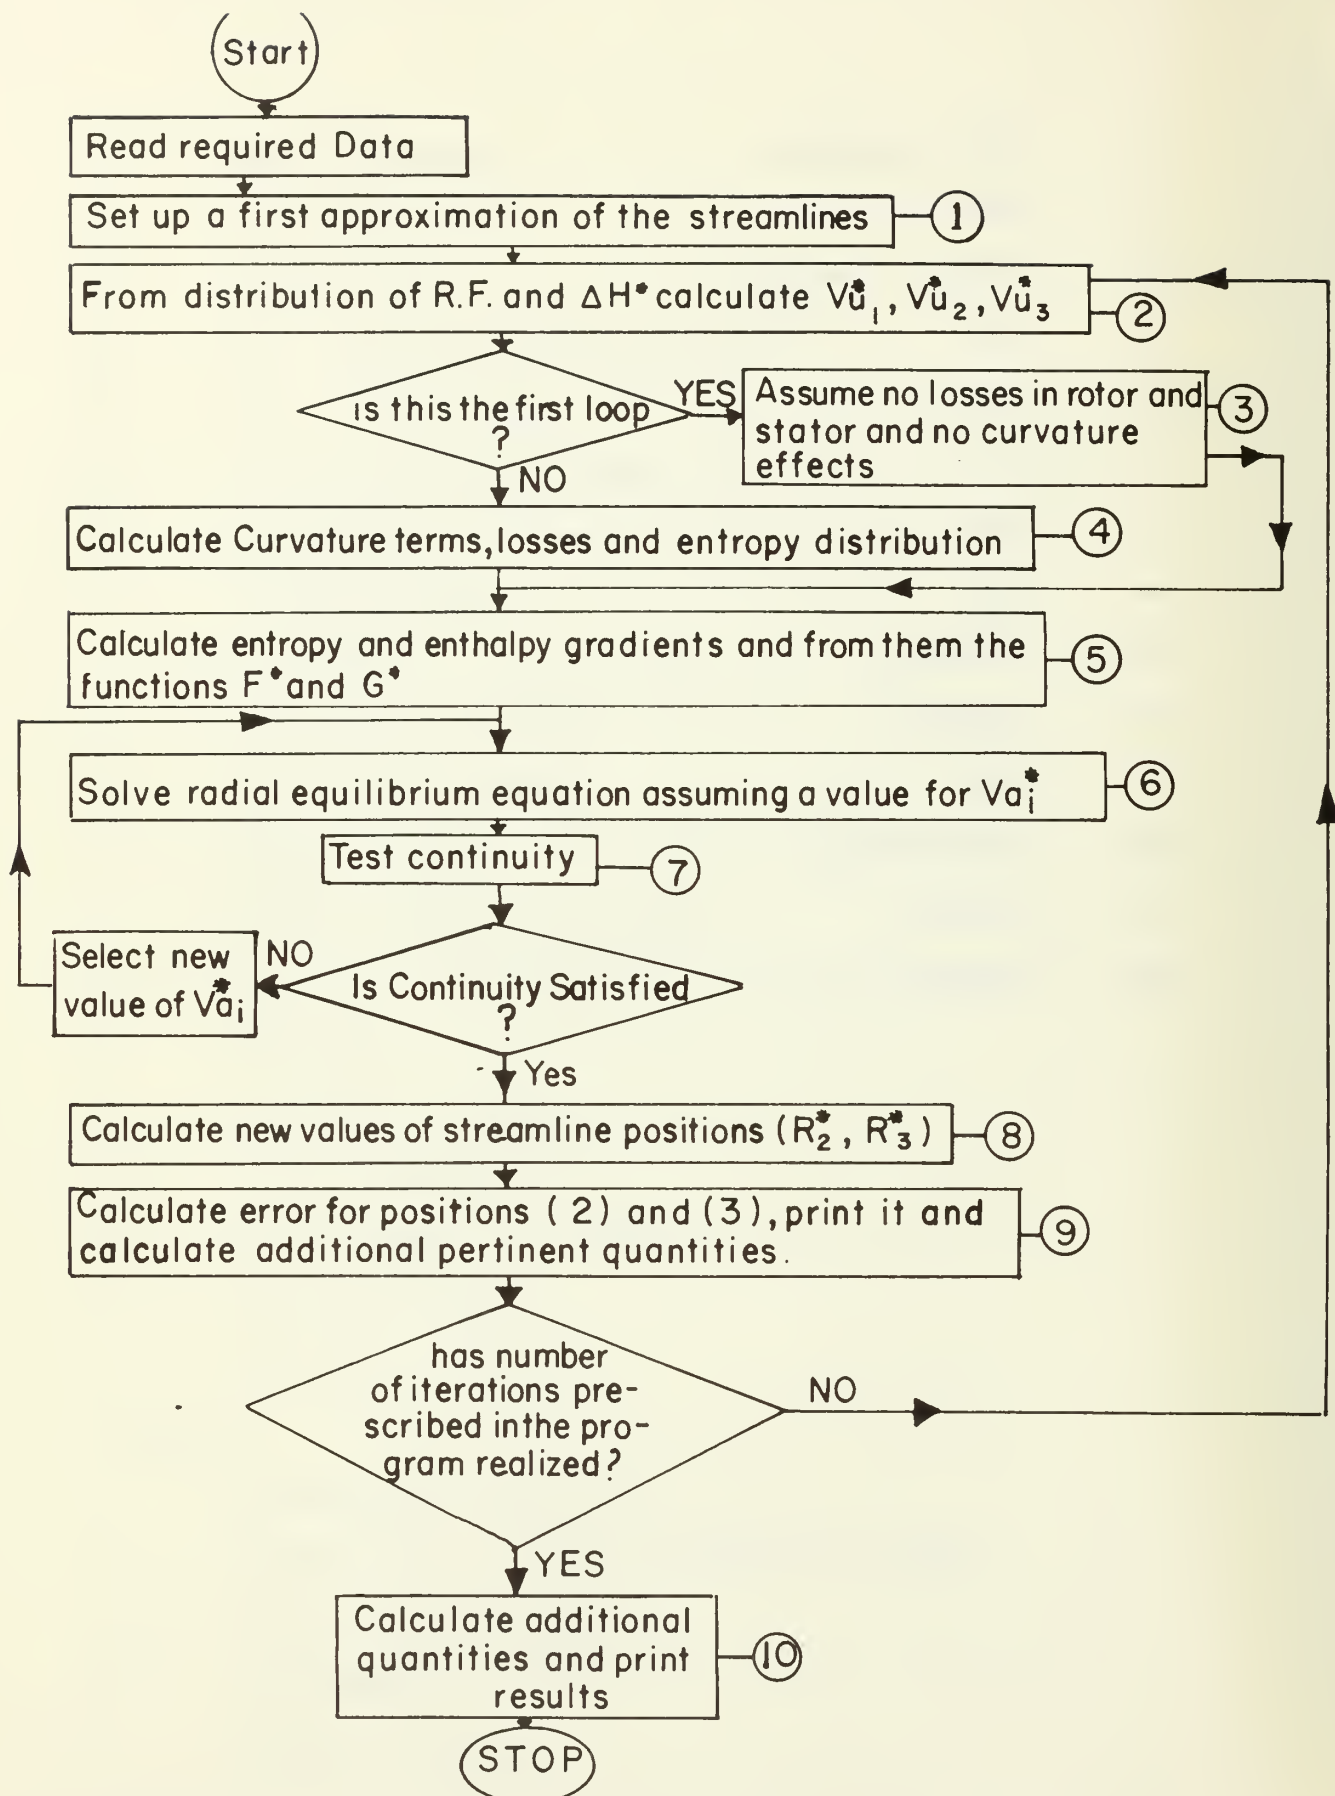 Start
Read required Data
Set up a first approximation of the streamlines
1
From distribution of R.F. and ΔH* calculate Vu*₁, Vu*₂, Vu*₃
2
is this the first loop
?
YES
Assume no losses in rotor and
stator and no curvature
effects
3
NO
Calculate Curvature terms, losses and entropy distribution
4
Calculate entropy and enthalpy gradients and from them the
functions F* and G*
5
Solve radial equilibrium equation assuming a value for Va*ᵢ
6
Test continuity
7
Is Continuity Satisfied
?
NO
Select new
value of Va*ᵢ
Yes
Calculate new values of streamline positions (R*₂, R*₃)
8
Calculate error for positions (2) and (3), print it and
calculate additional pertinent quantities.
9
has number
of iterations pre-
scribed inthe pro-
gram realized?
NO
YES
Calculate additional
quantities and print
results
10
STOP